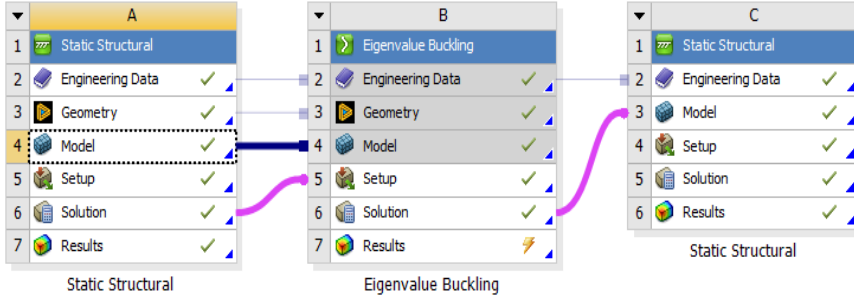 A
1 Static Structural
2 Engineering Data
3 Geometry
4 Model
5 Setup
6 Solution
7 Results
Static Structural
B
1 Eigenvalue Buckling
2 Engineering Data
3 Geometry
4 Model
5 Setup
6 Solution
7 Results
Eigenvalue Buckling
C
1 Static Structural
2 Engineering Data
3 Model
4 Setup
5 Solution
6 Results
Static Structural